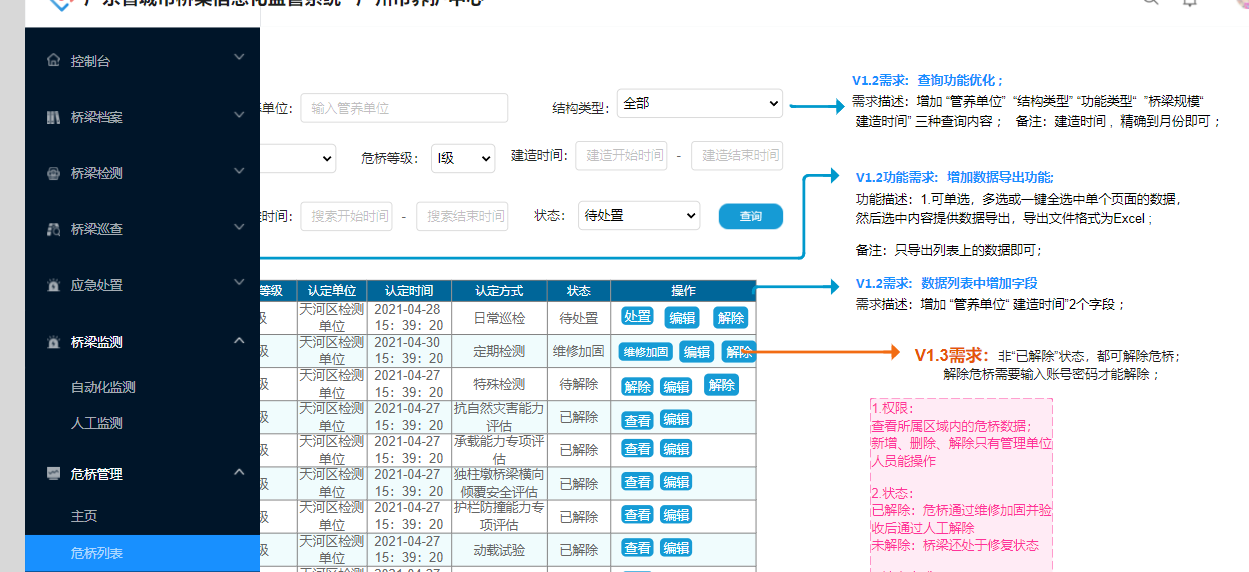 广东省城市桥梁信息化监管系统 - 广州市养护中心
控制台
桥梁档案
桥梁检测
桥梁巡查
应急处置
桥梁监测
自动化监测
人工监测
危桥管理
主页
危桥列表
单位：
输入管养单位
结构类型：
全部
危桥等级：
I级
建造时间：
建造开始时间
-
建造结束时间
时间：
搜索开始时间
-
搜索结束时间
状态：
待处置
查询
等级 认定单位 认定时间 认定方式 状态 操作
级 天河区检测单位 2021-04-28 15：39：20 日常巡检 待处置 处置 编辑 解除
级 天河区检测单位 2021-04-30 15：39：20 定期检测 维修加固 维修加固 编辑 解除
级 天河区检测单位 2021-04-27 15：39：20 特殊检测 待解除 解除 编辑 解除
级 天河区检测单位 2021-04-27 15：39：20 抗自然灾害能力评估 已解除 查看 编辑
级 天河区检测单位 2021-04-27 15：39：20 承载能力专项评估 已解除 查看 编辑
级 天河区检测单位 2021-04-27 15：39：20 独柱墩桥梁横向倾覆安全评估 已解除 查看 编辑
级 天河区检测单位 2021-04-27 15：39：20 护栏防撞能力专项评估 已解除 查看 编辑
级 天河区检测单位 2021-04-27 15：39：20 动载试验 已解除 查看 编辑
V1.2需求：查询功能优化；
需求描述：增加 “管养单位” “结构类型” “功能类型“ ”桥梁规模“
建造时间” 三种查询内容； 备注：建造时间，精确到月份即可；
V1.2功能需求：增加数据导出功能;
功能描述：1.可单选，多选或一键全选中单个页面的数据，
然后选中内容提供数据导出，导出文件格式为Excel；
备注：只导出列表上的数据即可；
V1.2需求：数据列表中增加字段
需求描述：增加 “管养单位“ 建造时间”2个字段；
V1.3需求：非“已解除”状态，都可解除危桥；
解除危桥需要输入账号密码才能解除；
1.权限：
查看所属区域内的危桥数据；
新增、删除、解除只有管理单位
人员能操作
2.状态：
已解除：危桥通过维修加固并验
收后通过人工解除
未解除：桥梁还处于修复状态